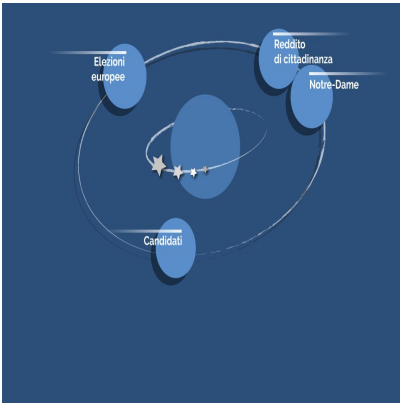 Elezioni
europee
Reddito
di cittadinanza
Notre-Dame
Candidati